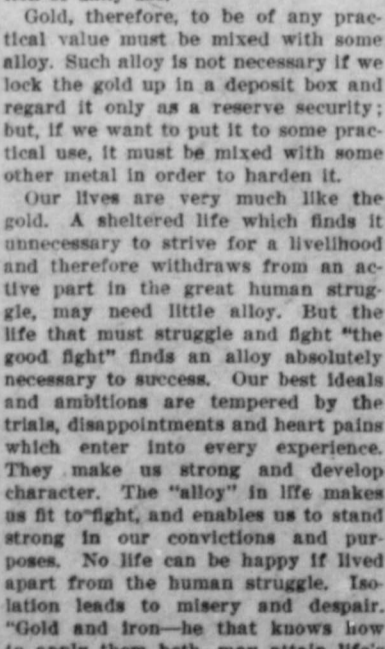 Gold, therefore, to be of any prac-
tical value must be mixed with some
alloy. Such alloy is not necessary if we
lock the gold up in a deposit box and
regard it only as a reserve security;
but, if we want to put it to some prac-
tical use, it must be mixed with some
other metal in order to harden it.
Our lives are very much like the
gold. A sheltered life which finds it
unnecessary to strive for a livelihood
and therefore withdraws from an ac-
tive part in the great human strug-
gle, may need little alloy. But the
life that must struggle and fight "the
good fight" finds an alloy absolutely
necessary to success. Our best ideals
and ambitions are tempered by the
trials, disappointments and heart pains
which enter into every experience.
They make us strong and develop
character. The "alloy" in life makes
us fit to fight, and enables us to stand
strong in our convictions and pur-
poses. No life can be happy if lived
apart from the human struggle. Iso-
lation leads to misery and despair.
"Gold and iron—he that knows how
to apply them both, may attain life's